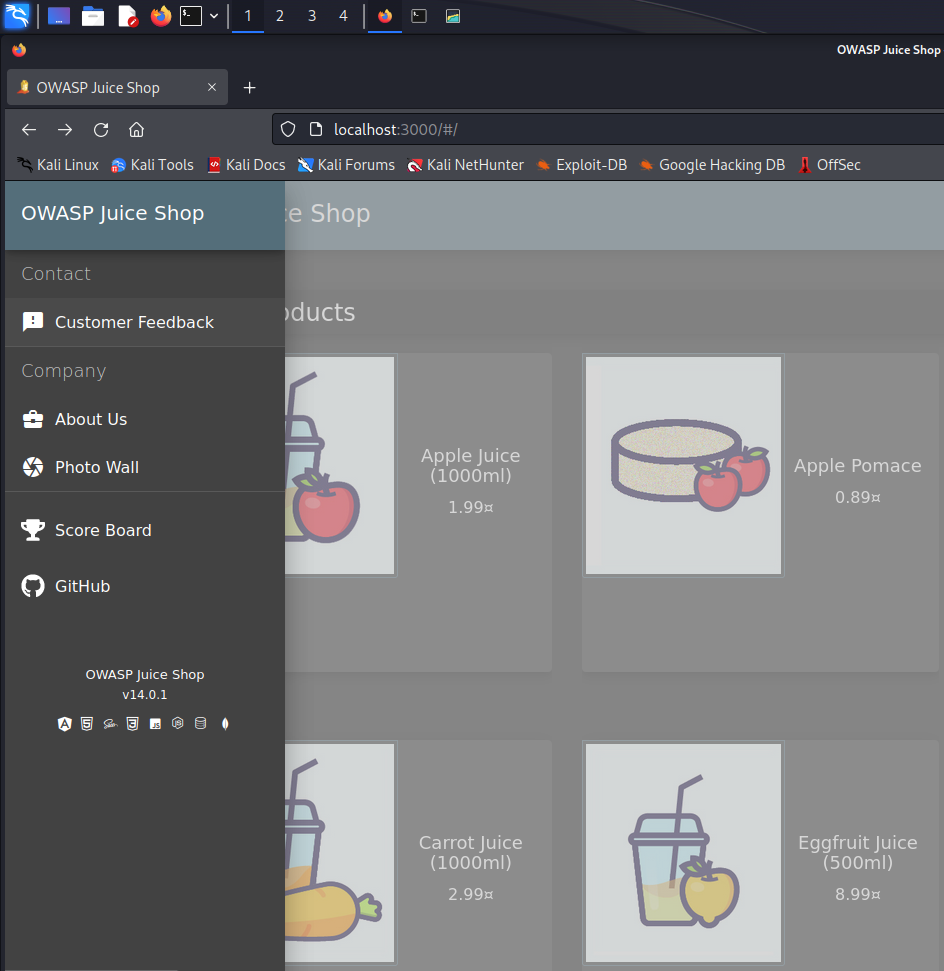 1 2 3 4
OWASP Juice Shop
OWASP Juice Shop
localhost:3000/#/
Kali Linux Kali Tools Kali Docs Kali Forums Kali NetHunter Exploit-DB Google Hacking DB OffSec
OWASP Juice Shop
ce Shop
Contact
oducts
Customer Feedback
Company
About Us
Photo Wall
Score Board
GitHub
OWASP Juice Shop
v14.0.1
Apple Juice
(1000ml)
1.99¤
Apple Pomace
0.89¤
Carrot Juice
(1000ml)
2.99¤
Eggfruit Juice
(500ml)
8.99¤